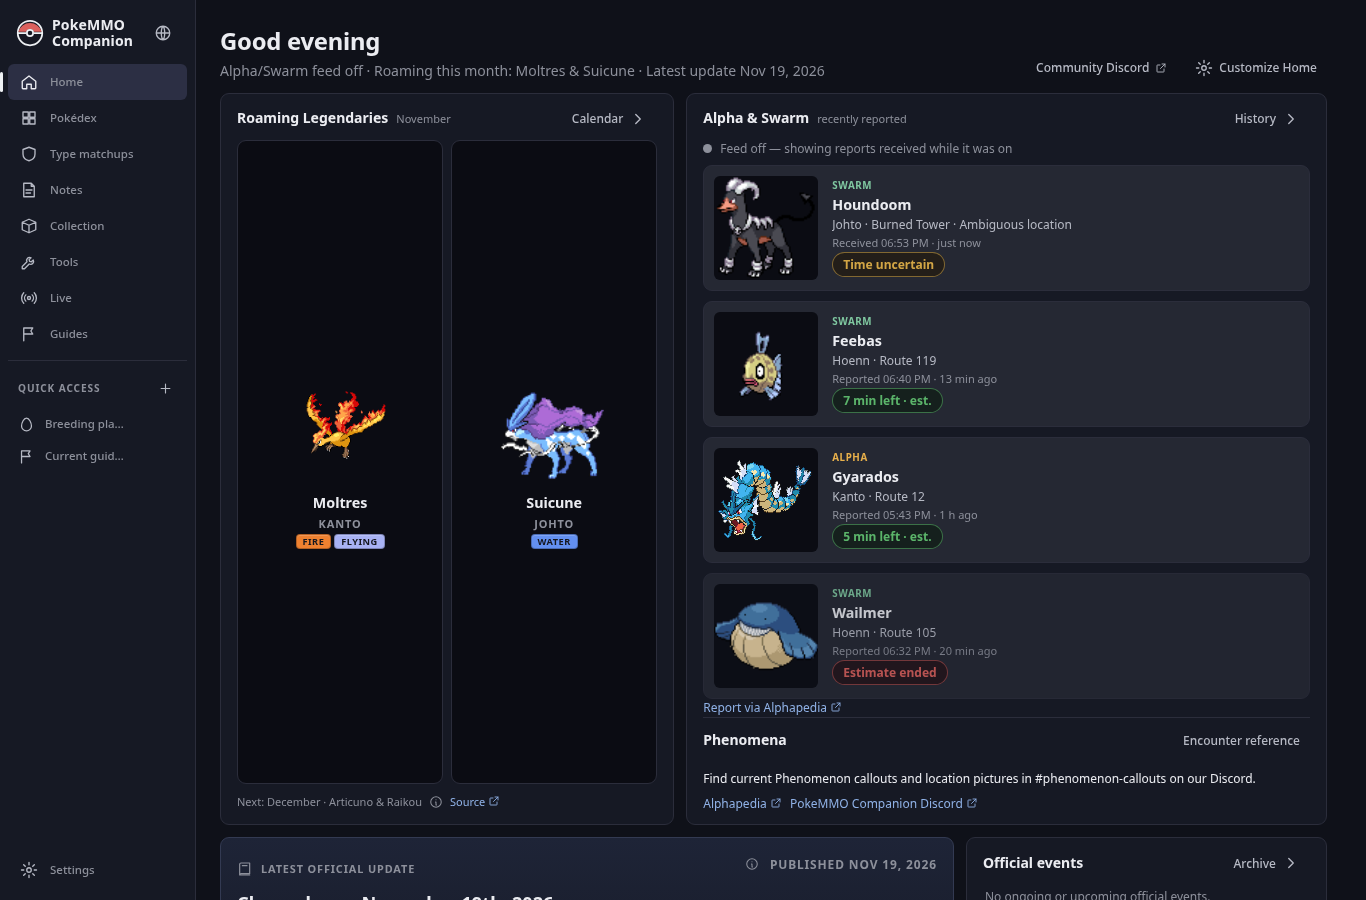 PokeMMO
Companion
Home
Pokédex
Type matchups
Notes
Collection
Tools
Live
Guides
QUICK ACCESS
Breeding pla...
Current guid...
Settings
Good evening
Alpha/Swarm feed off · Roaming this month: Moltres & Suicune · Latest update Nov 19, 2026
Community Discord
Customize Home
Roaming Legendaries November
Calendar
Moltres
KANTO
FIRE FLYING
Suicune
JOHTO
WATER
Next: December · Articuno & Raikou
Source
Alpha & Swarm recently reported
History
Feed off — showing reports received while it was on
SWARM
Houndoom
Johto · Burned Tower · Ambiguous location
Received 06:53 PM · just now
Time uncertain
SWARM
Feebas
Hoenn · Route 119
Reported 06:40 PM · 13 min ago
7 min left · est.
ALPHA
Gyarados
Kanto · Route 12
Reported 05:43 PM · 1 h ago
5 min left · est.
SWARM
Wailmer
Hoenn · Route 105
Reported 06:32 PM · 20 min ago
Estimate ended
Report via Alphapedia
Phenomena
Encounter reference
Find current Phenomenon callouts and location pictures in #phenomenon-callouts on our Discord.
Alphapedia
PokeMMO Companion Discord
LATEST OFFICIAL UPDATE
PUBLISHED NOV 19, 2026
Official events
Archive
No ongoing or upcoming official events.